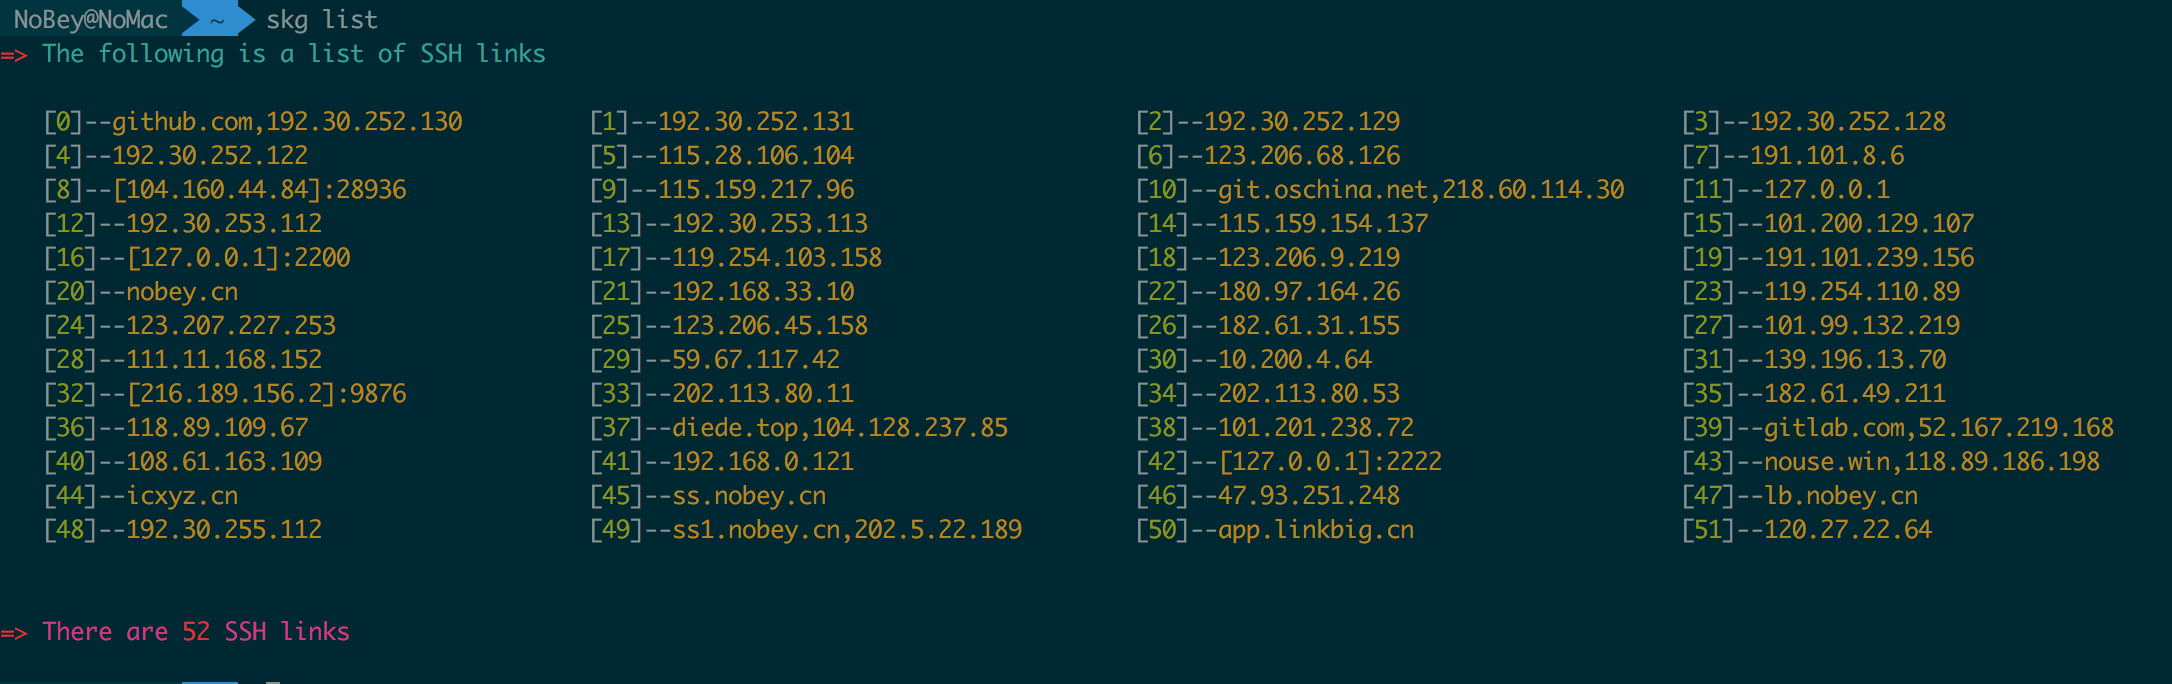 NoBey@NoMac ~ skg list
=> The following is a list of SSH links
[0]--github.com,192.30.252.130 [1]--192.30.252.131 [2]--192.30.252.129 [3]--192.30.252.128
[4]--192.30.252.122 [5]--115.28.106.104 [6]--123.206.68.126 [7]--191.101.8.6
[8]--[104.160.44.84]:28936 [9]--115.159.217.96 [10]--git.oschina.net,218.60.114.30 [11]--127.0.0.1
[12]--192.30.253.112 [13]--192.30.253.113 [14]--115.159.154.137 [15]--101.200.129.107
[16]--[127.0.0.1]:2200 [17]--119.254.103.158 [18]--123.206.9.219 [19]--191.101.239.156
[20]--nobey.cn [21]--192.168.33.10 [22]--180.97.164.26 [23]--119.254.110.89
[24]--123.207.227.253 [25]--123.206.45.158 [26]--182.61.31.155 [27]--101.99.132.219
[28]--111.11.168.152 [29]--59.67.117.42 [30]--10.200.4.64 [31]--139.196.13.70
[32]--[216.189.156.2]:9876 [33]--202.113.80.11 [34]--202.113.80.53 [35]--182.61.49.211
[36]--118.89.109.67 [37]--diede.top,104.128.237.85 [38]--101.201.238.72 [39]--gitlab.com,52.167.219.168
[40]--108.61.163.109 [41]--192.168.0.121 [42]--[127.0.0.1]:2222 [43]--nouse.win,118.89.186.198
[44]--icxyz.cn [45]--ss.nobey.cn [46]--47.93.251.248 [47]--lb.nobey.cn
[48]--192.30.255.112 [49]--ss1.nobey.cn,202.5.22.189 [50]--app.linkbig.cn [51]--120.27.22.64
=> There are 52 SSH links